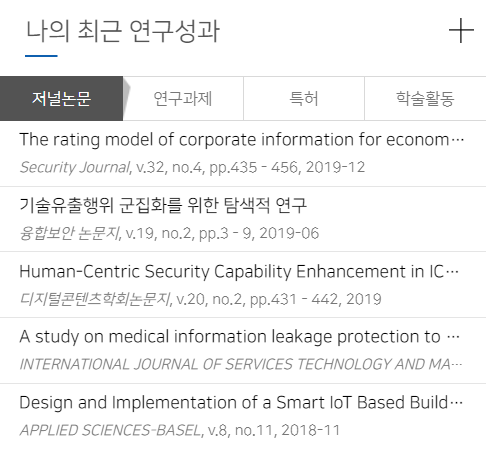 나의 최근 연구성과
저널논문 연구과제 특허 학술활동
The rating model of corporate information for econom…
Security Journal, v.32, no.4, pp.435 - 456, 2019-12
기술유출행위 군집화를 위한 탐색적 연구
융합보안 논문지, v.19, no.2, pp.3 - 9, 2019-06
Human-Centric Security Capability Enhancement in IC…
디지털콘텐츠학회논문지, v.20, no.2, pp.431 - 442, 2019
A study on medical information leakage protection to …
INTERNATIONAL JOURNAL OF SERVICES TECHNOLOGY AND MA…
Design and Implementation of a Smart IoT Based Build…
APPLIED SCIENCES-BASEL, v.8, no.11, 2018-11